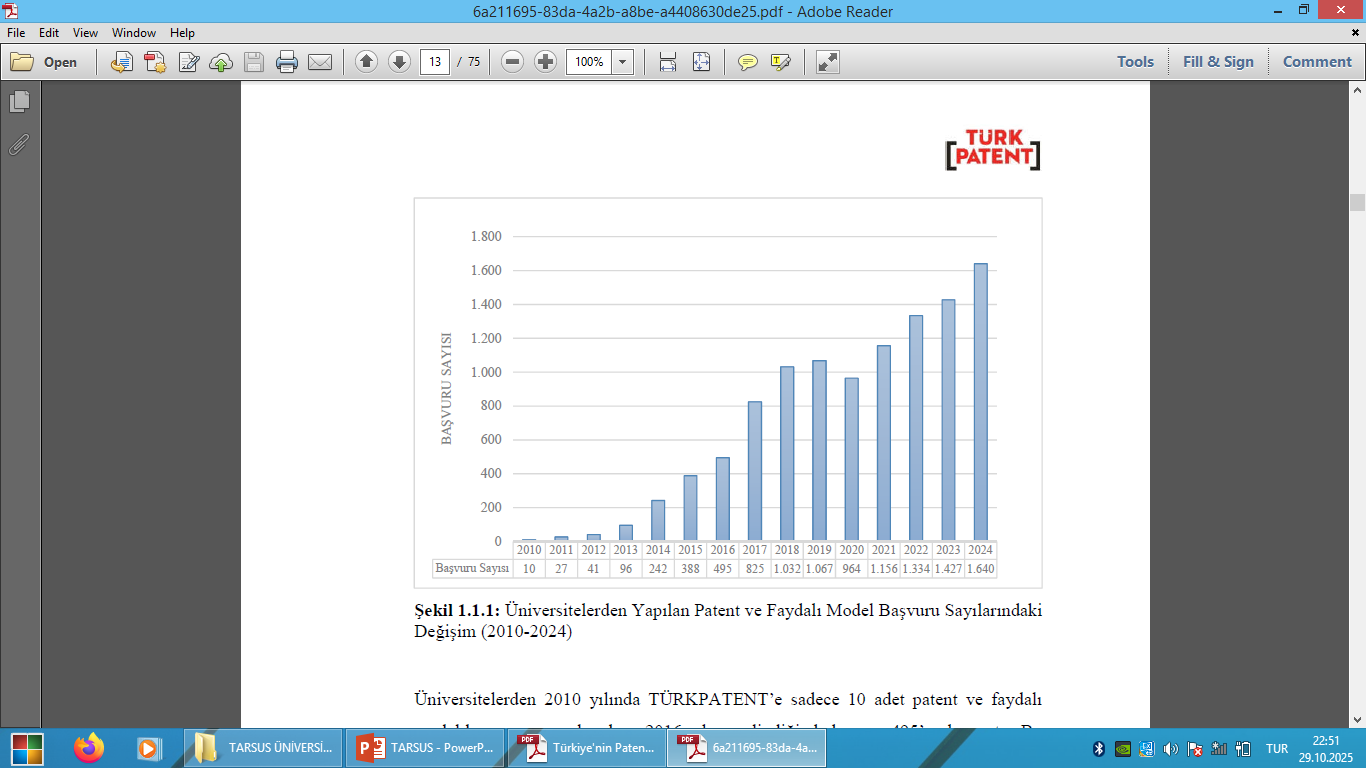 6a211695-83da-4a2b-a8be-a4408630de25.pdf - Adobe Reader
File Edit View Window Help
Open 13 / 75 100% Tools Fill & Sign Comment
TÜRK
PATENT
1.800
1.600
1.400
1.200
1.000
800
600
400
200
0
BAŞVURU SAYISI
2010 2011 2012 2013 2014 2015 2016 2017 2018 2019 2020 2021 2022 2023 2024
Başvuru Sayısı 10 27 41 96 242 388 495 825 1.032 1.067 964 1.156 1.334 1.427 1.640
Şekil 1.1.1: Üniversitelerden Yapılan Patent ve Faydalı Model Başvuru Sayılarındaki
Değişim (2010-2024)
Üniversitelerden 2010 yılında TÜRKPATENT’e sadece 10 adet patent ve faydalı
TARSUS ÜNİVERSİ... TARSUS - PowerP... Türkiye'nin Paten... 6a211695-83da-4a... TUR
22:51
29.10.2025